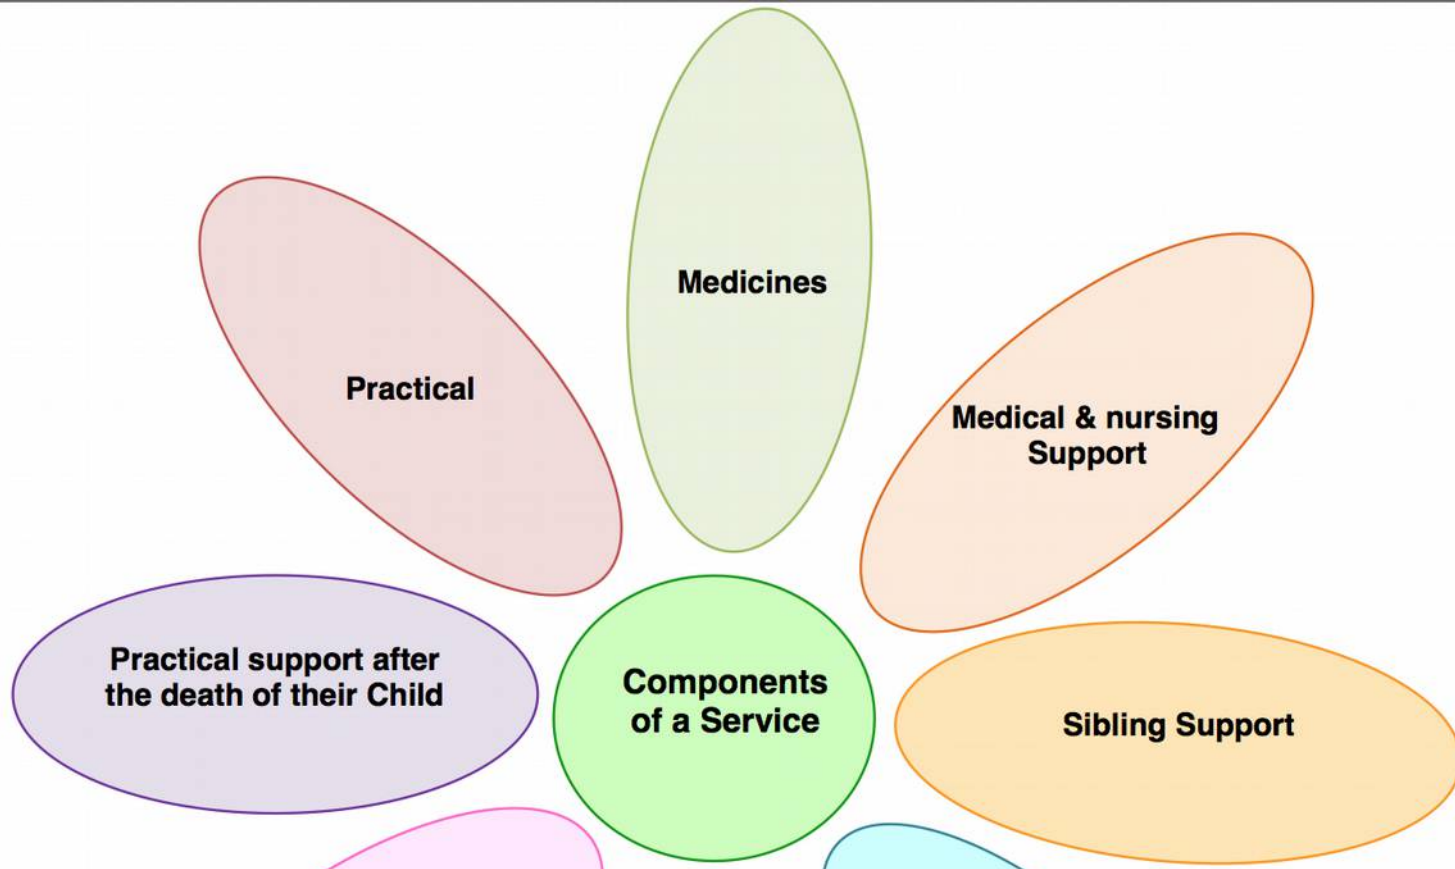 Medicines
Practical
Medical & nursing
Support
Practical support after
the death of their Child
Components
of a Service
Sibling Support